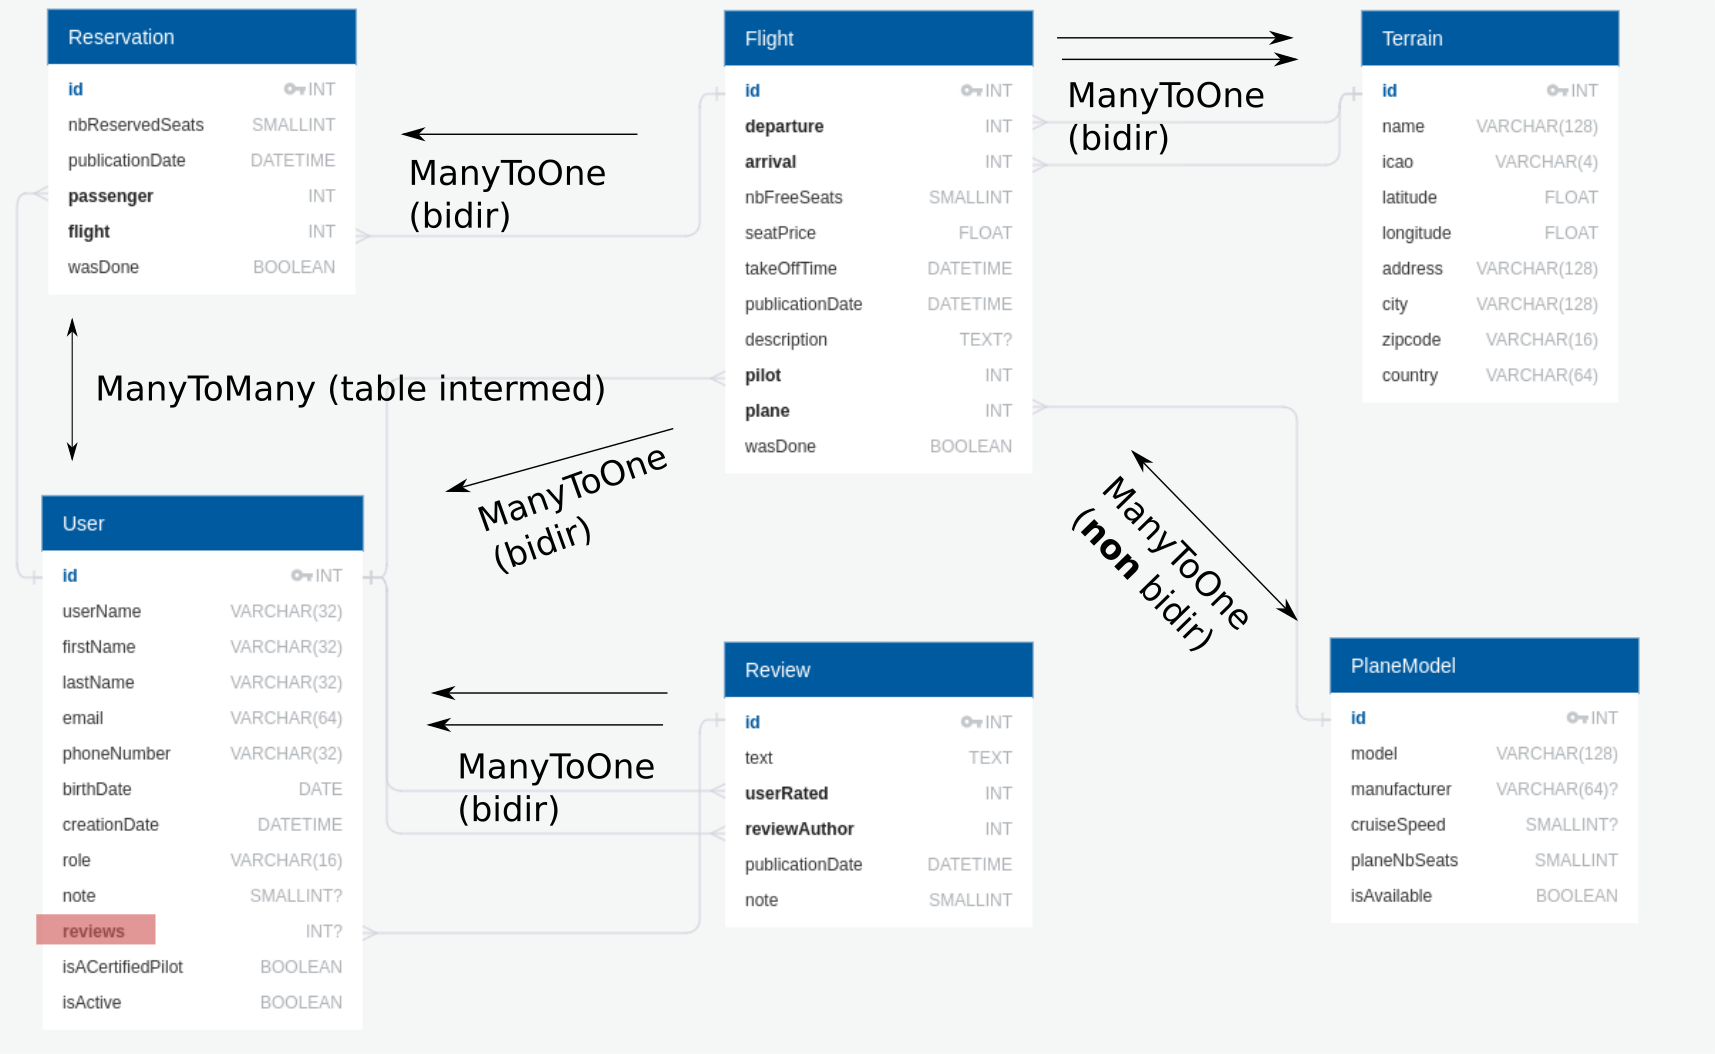 Reservation
id INT
nbReservedSeats SMALLINT
publicationDate DATETIME
passenger INT
flight INT
wasDone BOOLEAN
ManyToOne
(bidir)
Flight
id INT
departure INT
arrival INT
nbFreeSeats SMALLINT
seatPrice FLOAT
takeOffTime DATETIME
publicationDate DATETIME
description TEXT?
pilot INT
plane INT
wasDone BOOLEAN
ManyToOne
(bidir)
Terrain
id INT
name VARCHAR(128)
icao VARCHAR(4)
latitude FLOAT
longitude FLOAT
address VARCHAR(128)
city VARCHAR(128)
zipcode VARCHAR(16)
country VARCHAR(64)
ManyToMany (table intermed)
ManyToOne
(bidir)
ManyToOne
(non bidir)
User
id INT
userName VARCHAR(32)
firstName VARCHAR(32)
lastName VARCHAR(32)
email VARCHAR(64)
phoneNumber VARCHAR(32)
birthDate DATE
creationDate DATETIME
role VARCHAR(16)
note SMALLINT?
reviews INT?
isACertifiedPilot BOOLEAN
isActive BOOLEAN
ManyToOne
(bidir)
Review
id INT
text TEXT
userRated INT
reviewAuthor INT
publicationDate DATETIME
note SMALLINT
PlaneModel
id INT
model VARCHAR(128)
manufacturer VARCHAR(64)?
cruiseSpeed SMALLINT?
planeNbSeats SMALLINT
isAvailable BOOLEAN